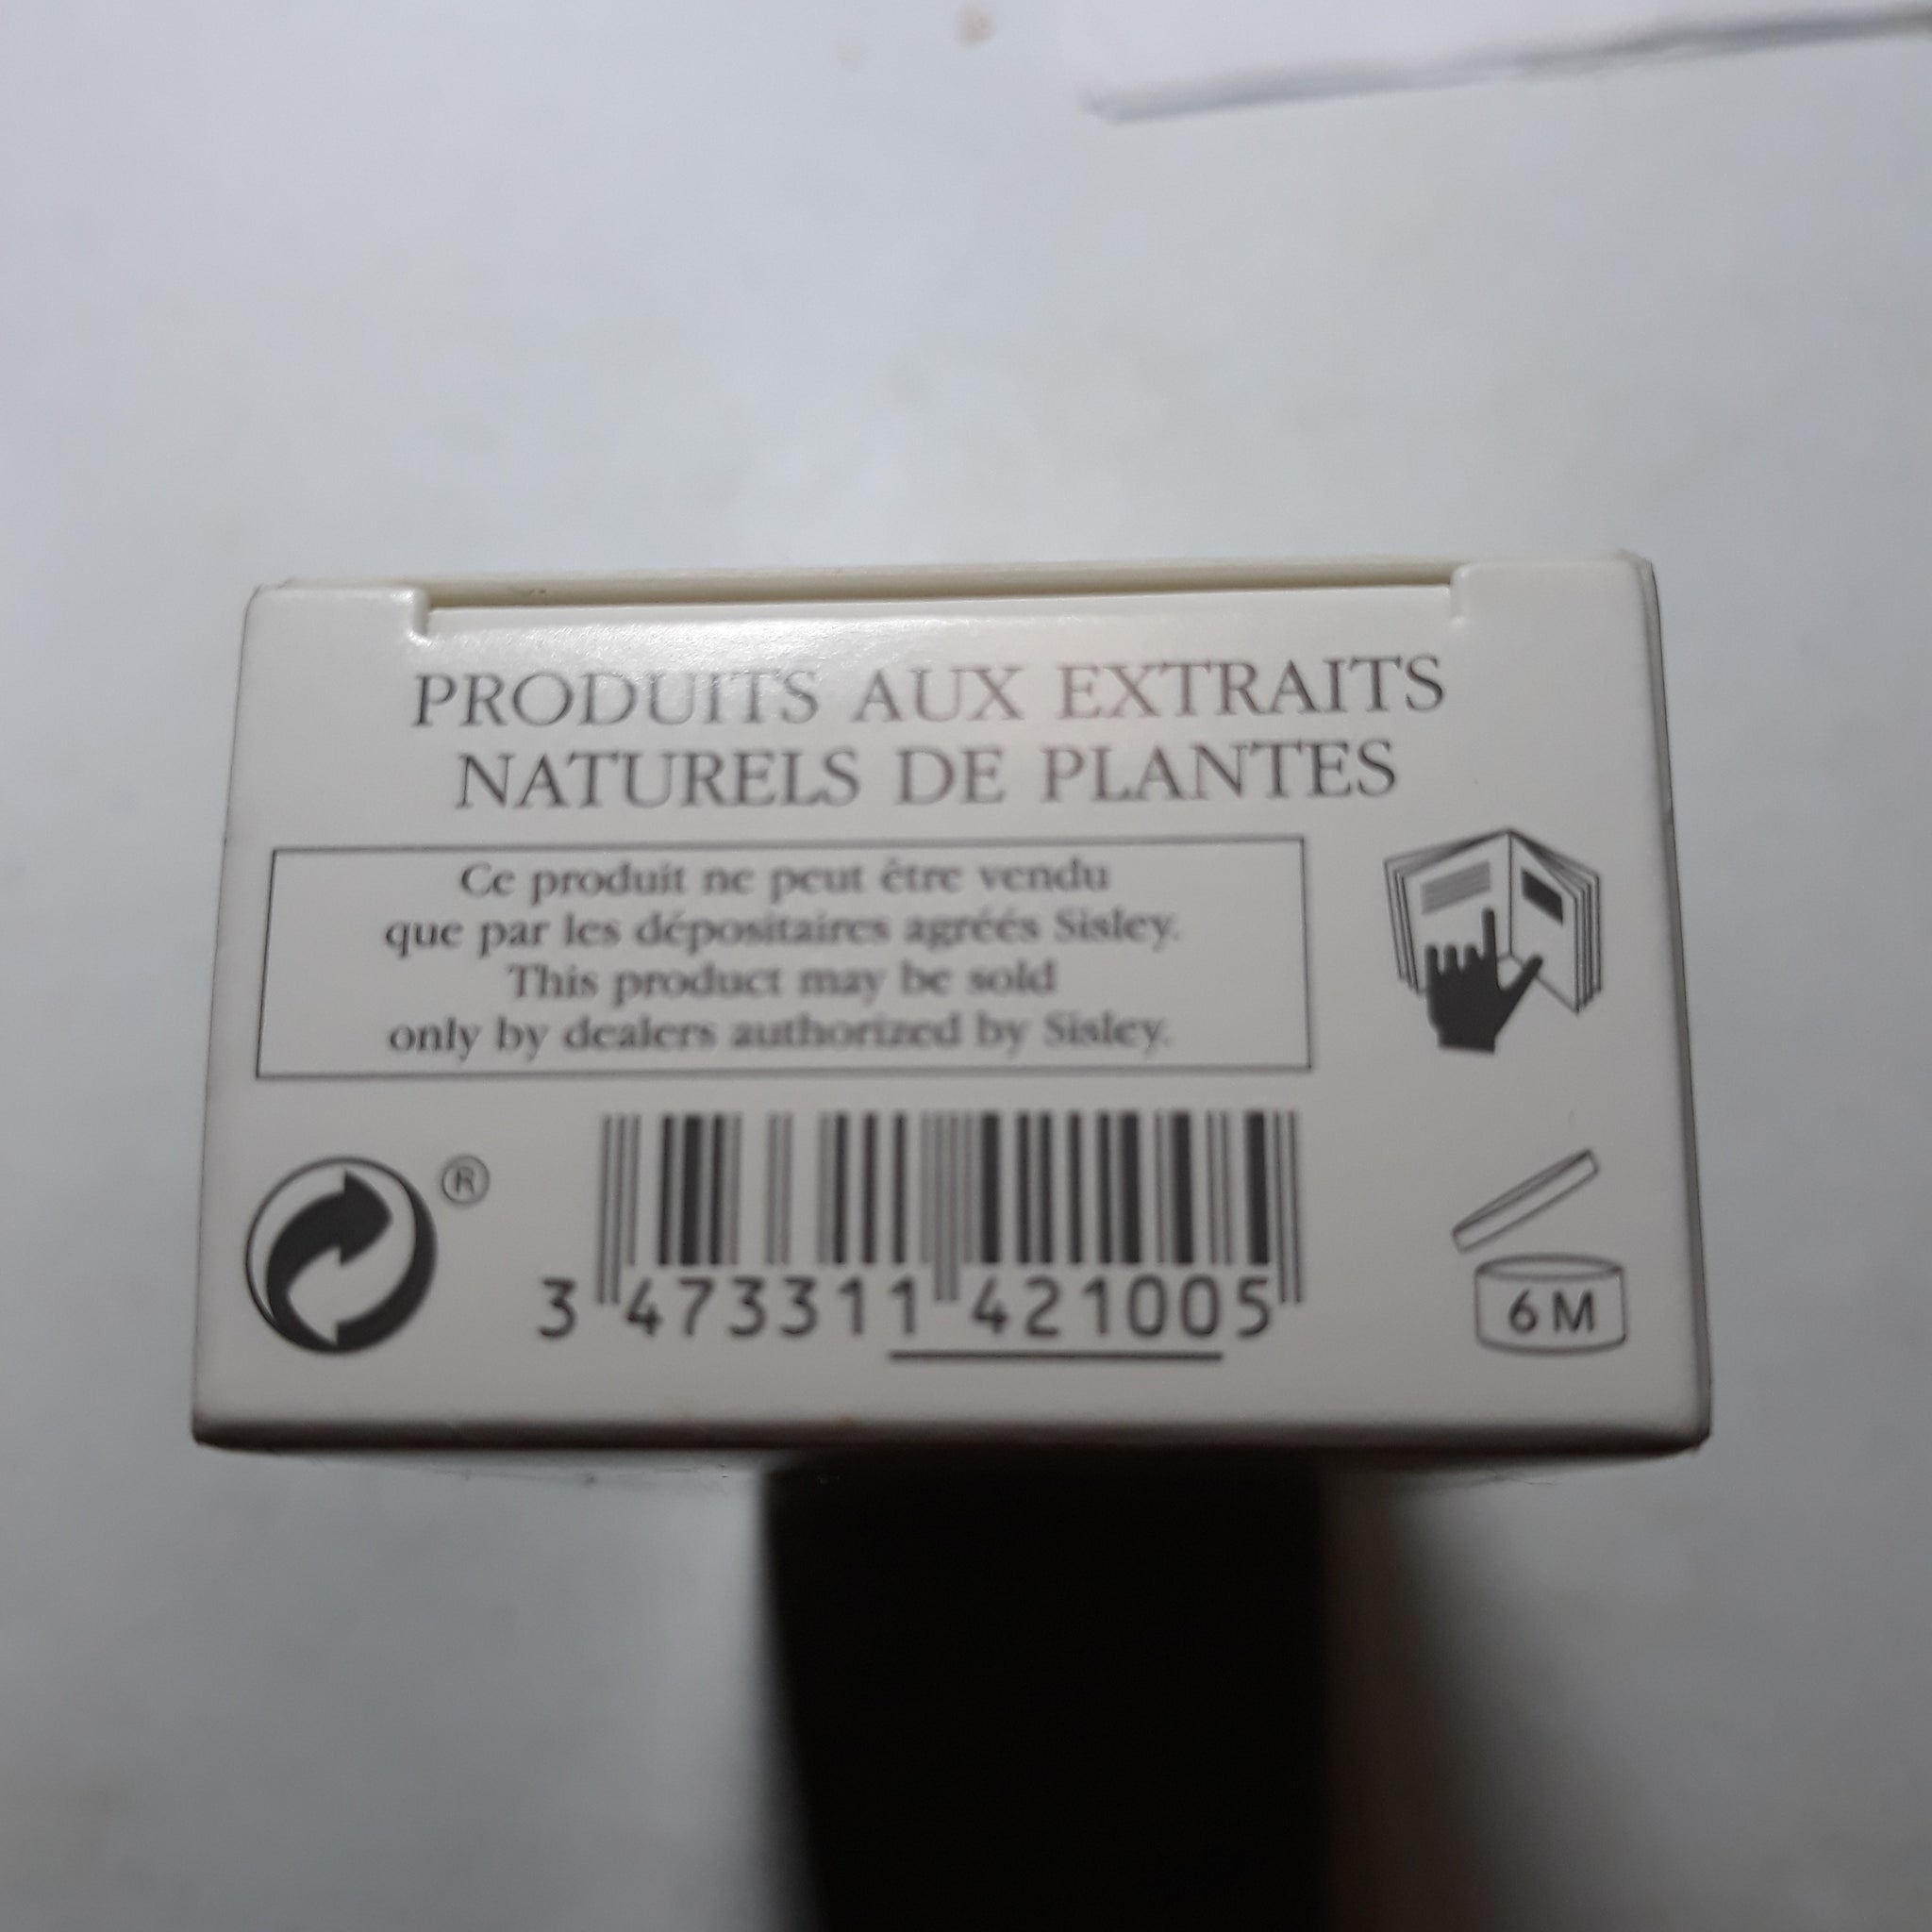 PRODUITS AUX EXTRAITS
NATURELS DE PLANTES
Ce produit ne peut être vendu
que par les dépositaires agréés Sisley.
This product may be sold
only by dealers authorized by Sisley.
®
3 473311 421005
6 M